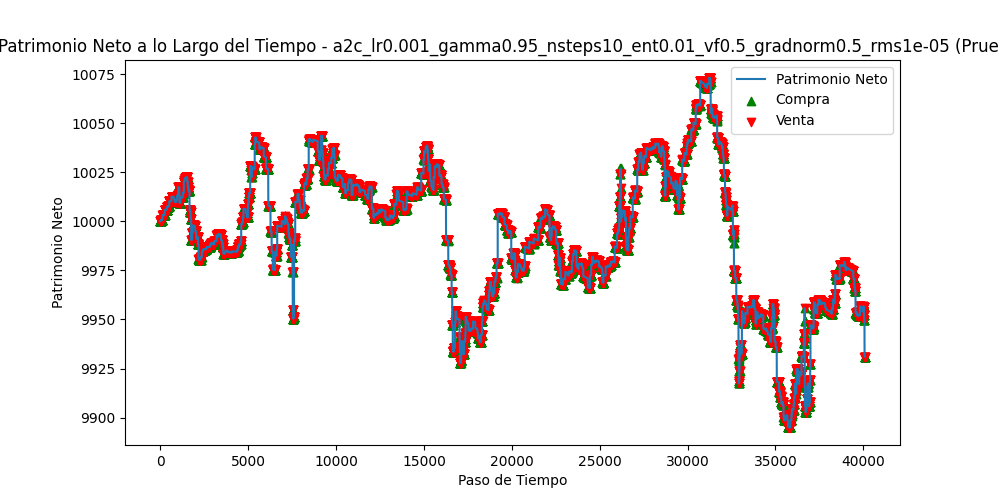 Patrimonio Neto a lo Largo del Tiempo - a2c_lr0.001_gamma0.95_nsteps10_ent0.01_vf0.5_gradnorm0.5_rms1e-05 (Prue
10075
10050
10025
10000
9975
9950
9925
9900
Patrimonio Neto
Patrimonio Neto
Compra
Venta
0
5000
10000
15000
20000
25000
30000
35000
40000
Paso de Tiempo